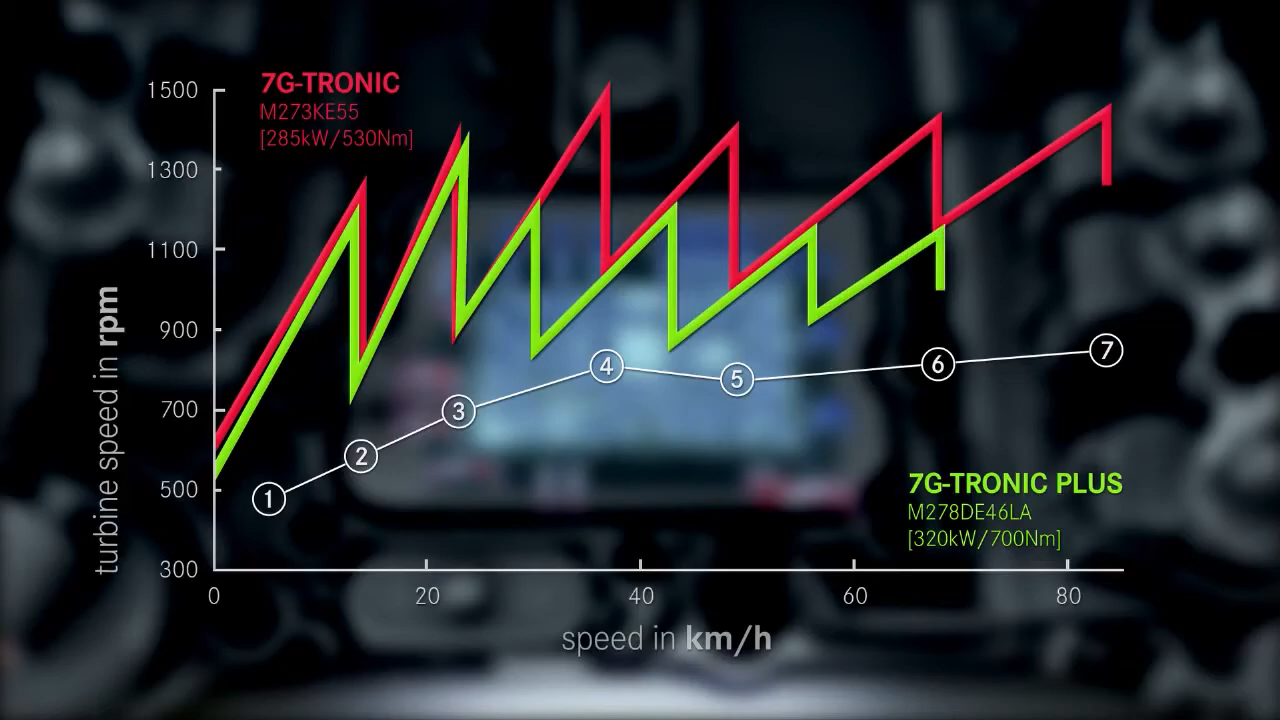 7G-TRONIC
M273KE55
[285kW/530Nm]
1500
1300
1100
900
700
500
300
turbine speed in rpm
1
2
3
4
5
6
7
7G-TRONIC PLUS
M278DE46LA
[320kW/700Nm]
0 20 40 60 80
speed in km/h